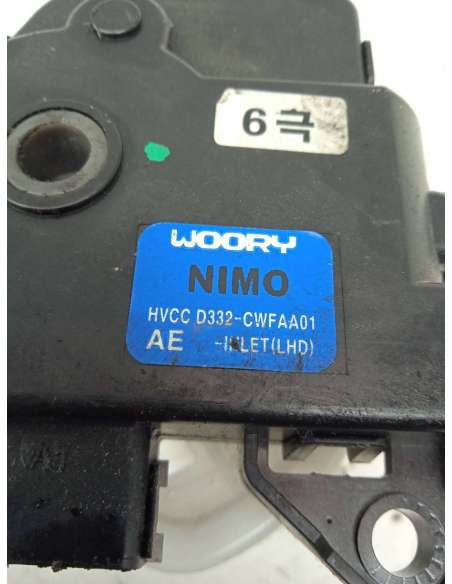 6극
WOORY
NIMO
HVCC D332-CWFAA01
AE -INLET(LHD)